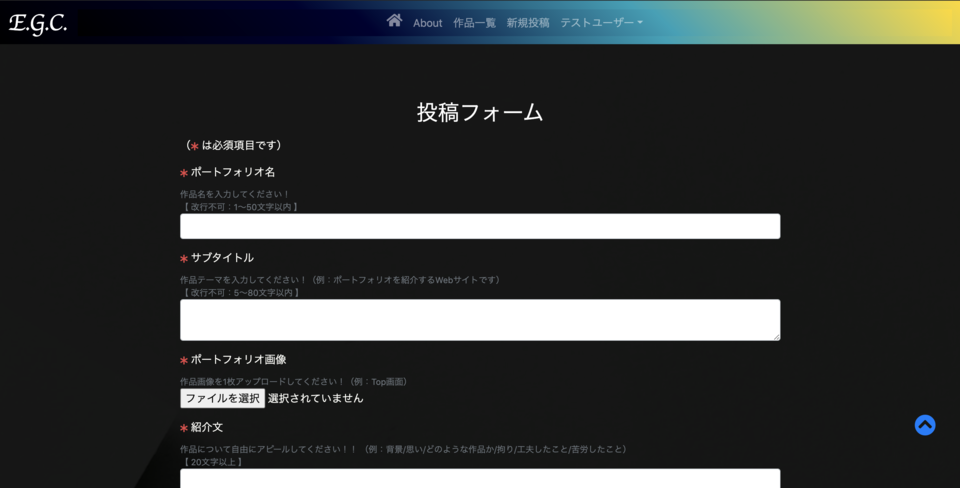 E.G.C.
About 作品一覧 新規投稿 テストユーザー
投稿フォーム
(* は必須項目です)
* ポートフォリオ名
作品名を入力してください！
【 改行不可：1〜50文字以内 】
* サブタイトル
作品テーマを入力してください！（例：ポートフォリオを紹介するWebサイトです）
【 改行不可：5〜80文字以内 】
* ポートフォリオ画像
作品画像を1枚アップロードしてください！（例：Top画面）
ファイルを選択 選択されていません
* 紹介文
作品について自由にアピールしてください！！ （例：背景/思い/どのような作品か/拘り/工夫したこと/苦労したこと）
【 20文字以上 】